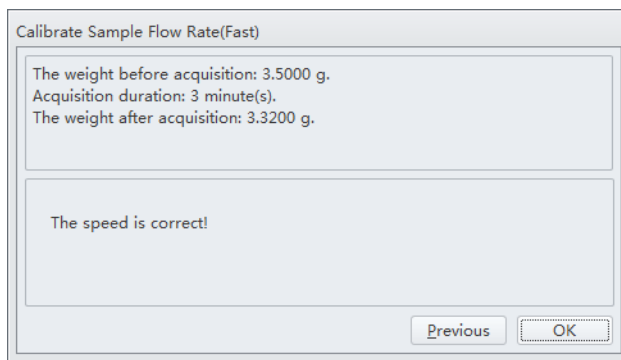 Calibrate Sample Flow Rate(Fast)
The weight before acquisition: 3.5000 g.
Acquisition duration: 3 minute(s).
The weight after acquisition: 3.3200 g.
The speed is correct!
Previous
OK